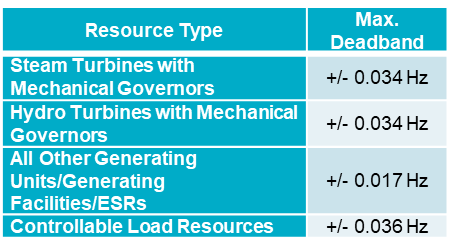 Resource Type
Max.
Deadband
Steam Turbines with
Mechanical Governors
+/- 0.034 Hz
Hydro Turbines with Mechanical
Governors
+/- 0.034 Hz
All Other Generating
Units/Generating
Facilities/ESRs
+/- 0.017 Hz
Controllable Load Resources
+/- 0.036 Hz